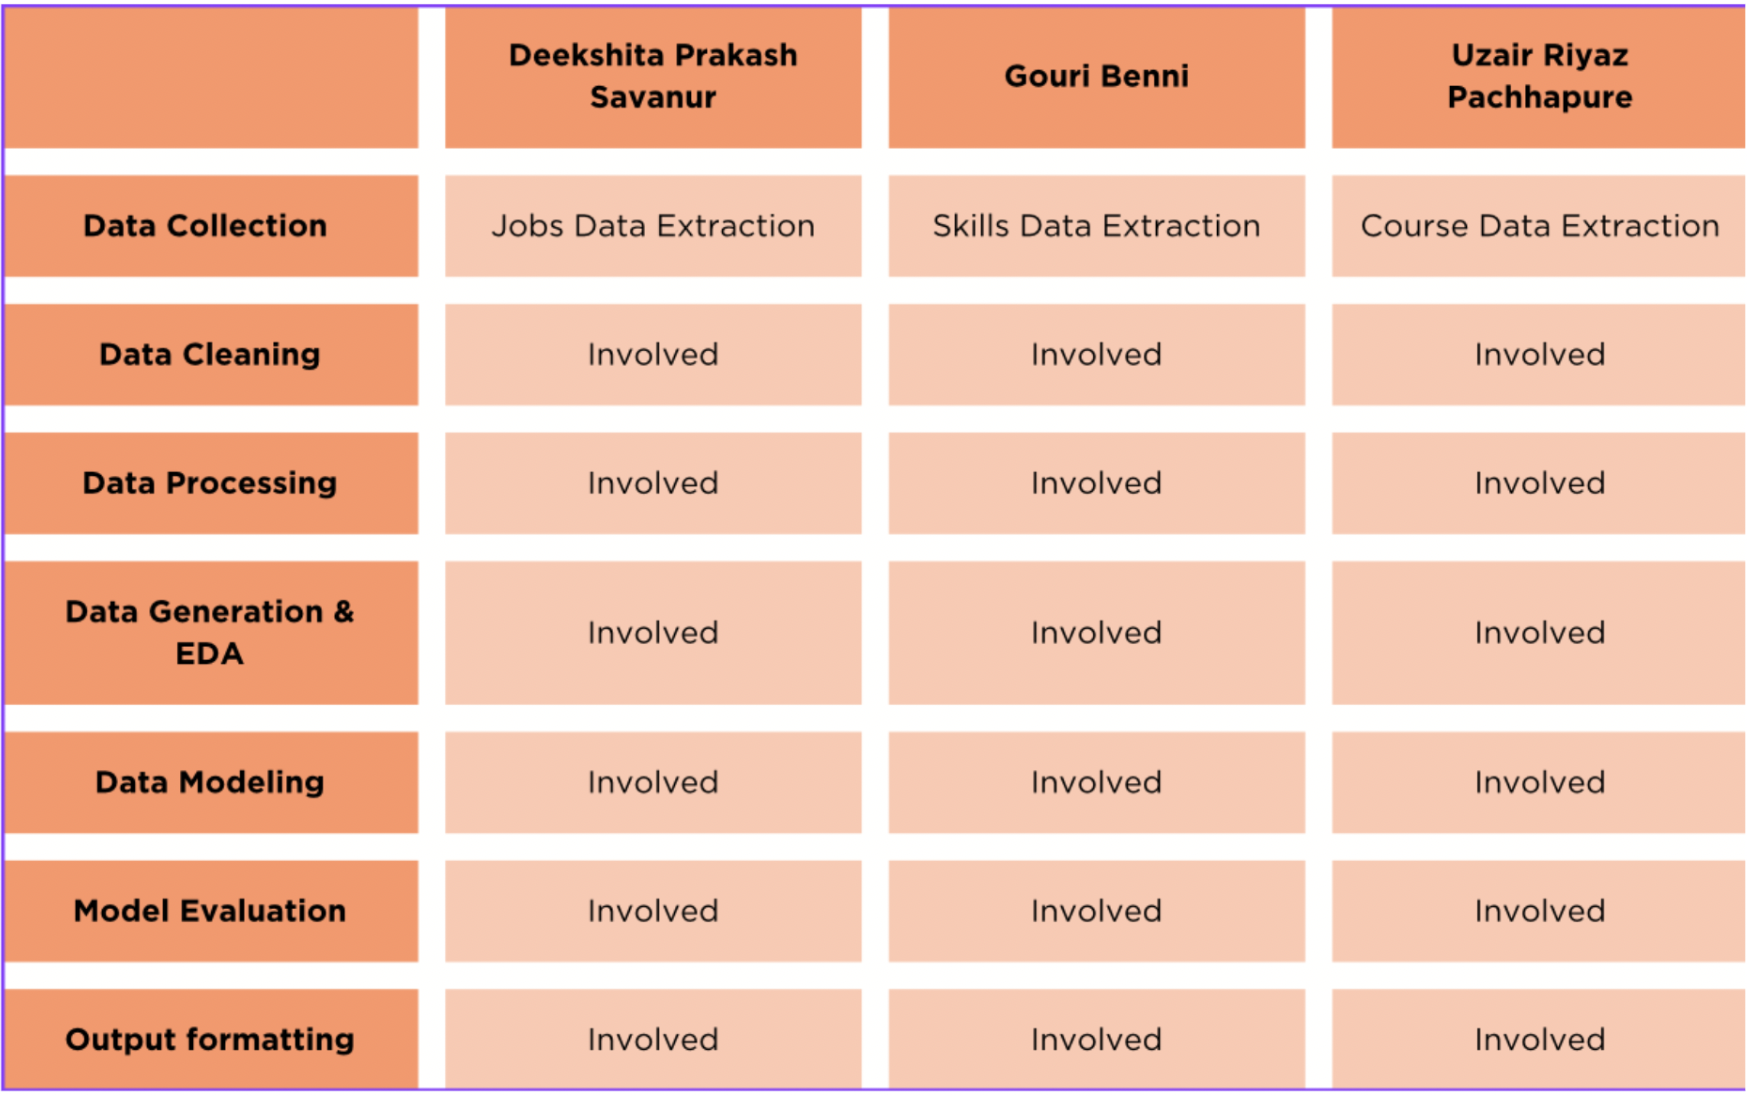 Deekshita Prakash
Savanur
Gouri Benni
Uzair Riyaz
Pachhapure
Data Collection
Jobs Data Extraction
Skills Data Extraction
Course Data Extraction
Data Cleaning
Involved
Involved
Involved
Data Processing
Involved
Involved
Involved
Data Generation &
EDA
Involved
Involved
Involved
Data Modeling
Involved
Involved
Involved
Model Evaluation
Involved
Involved
Involved
Output formatting
Involved
Involved
Involved